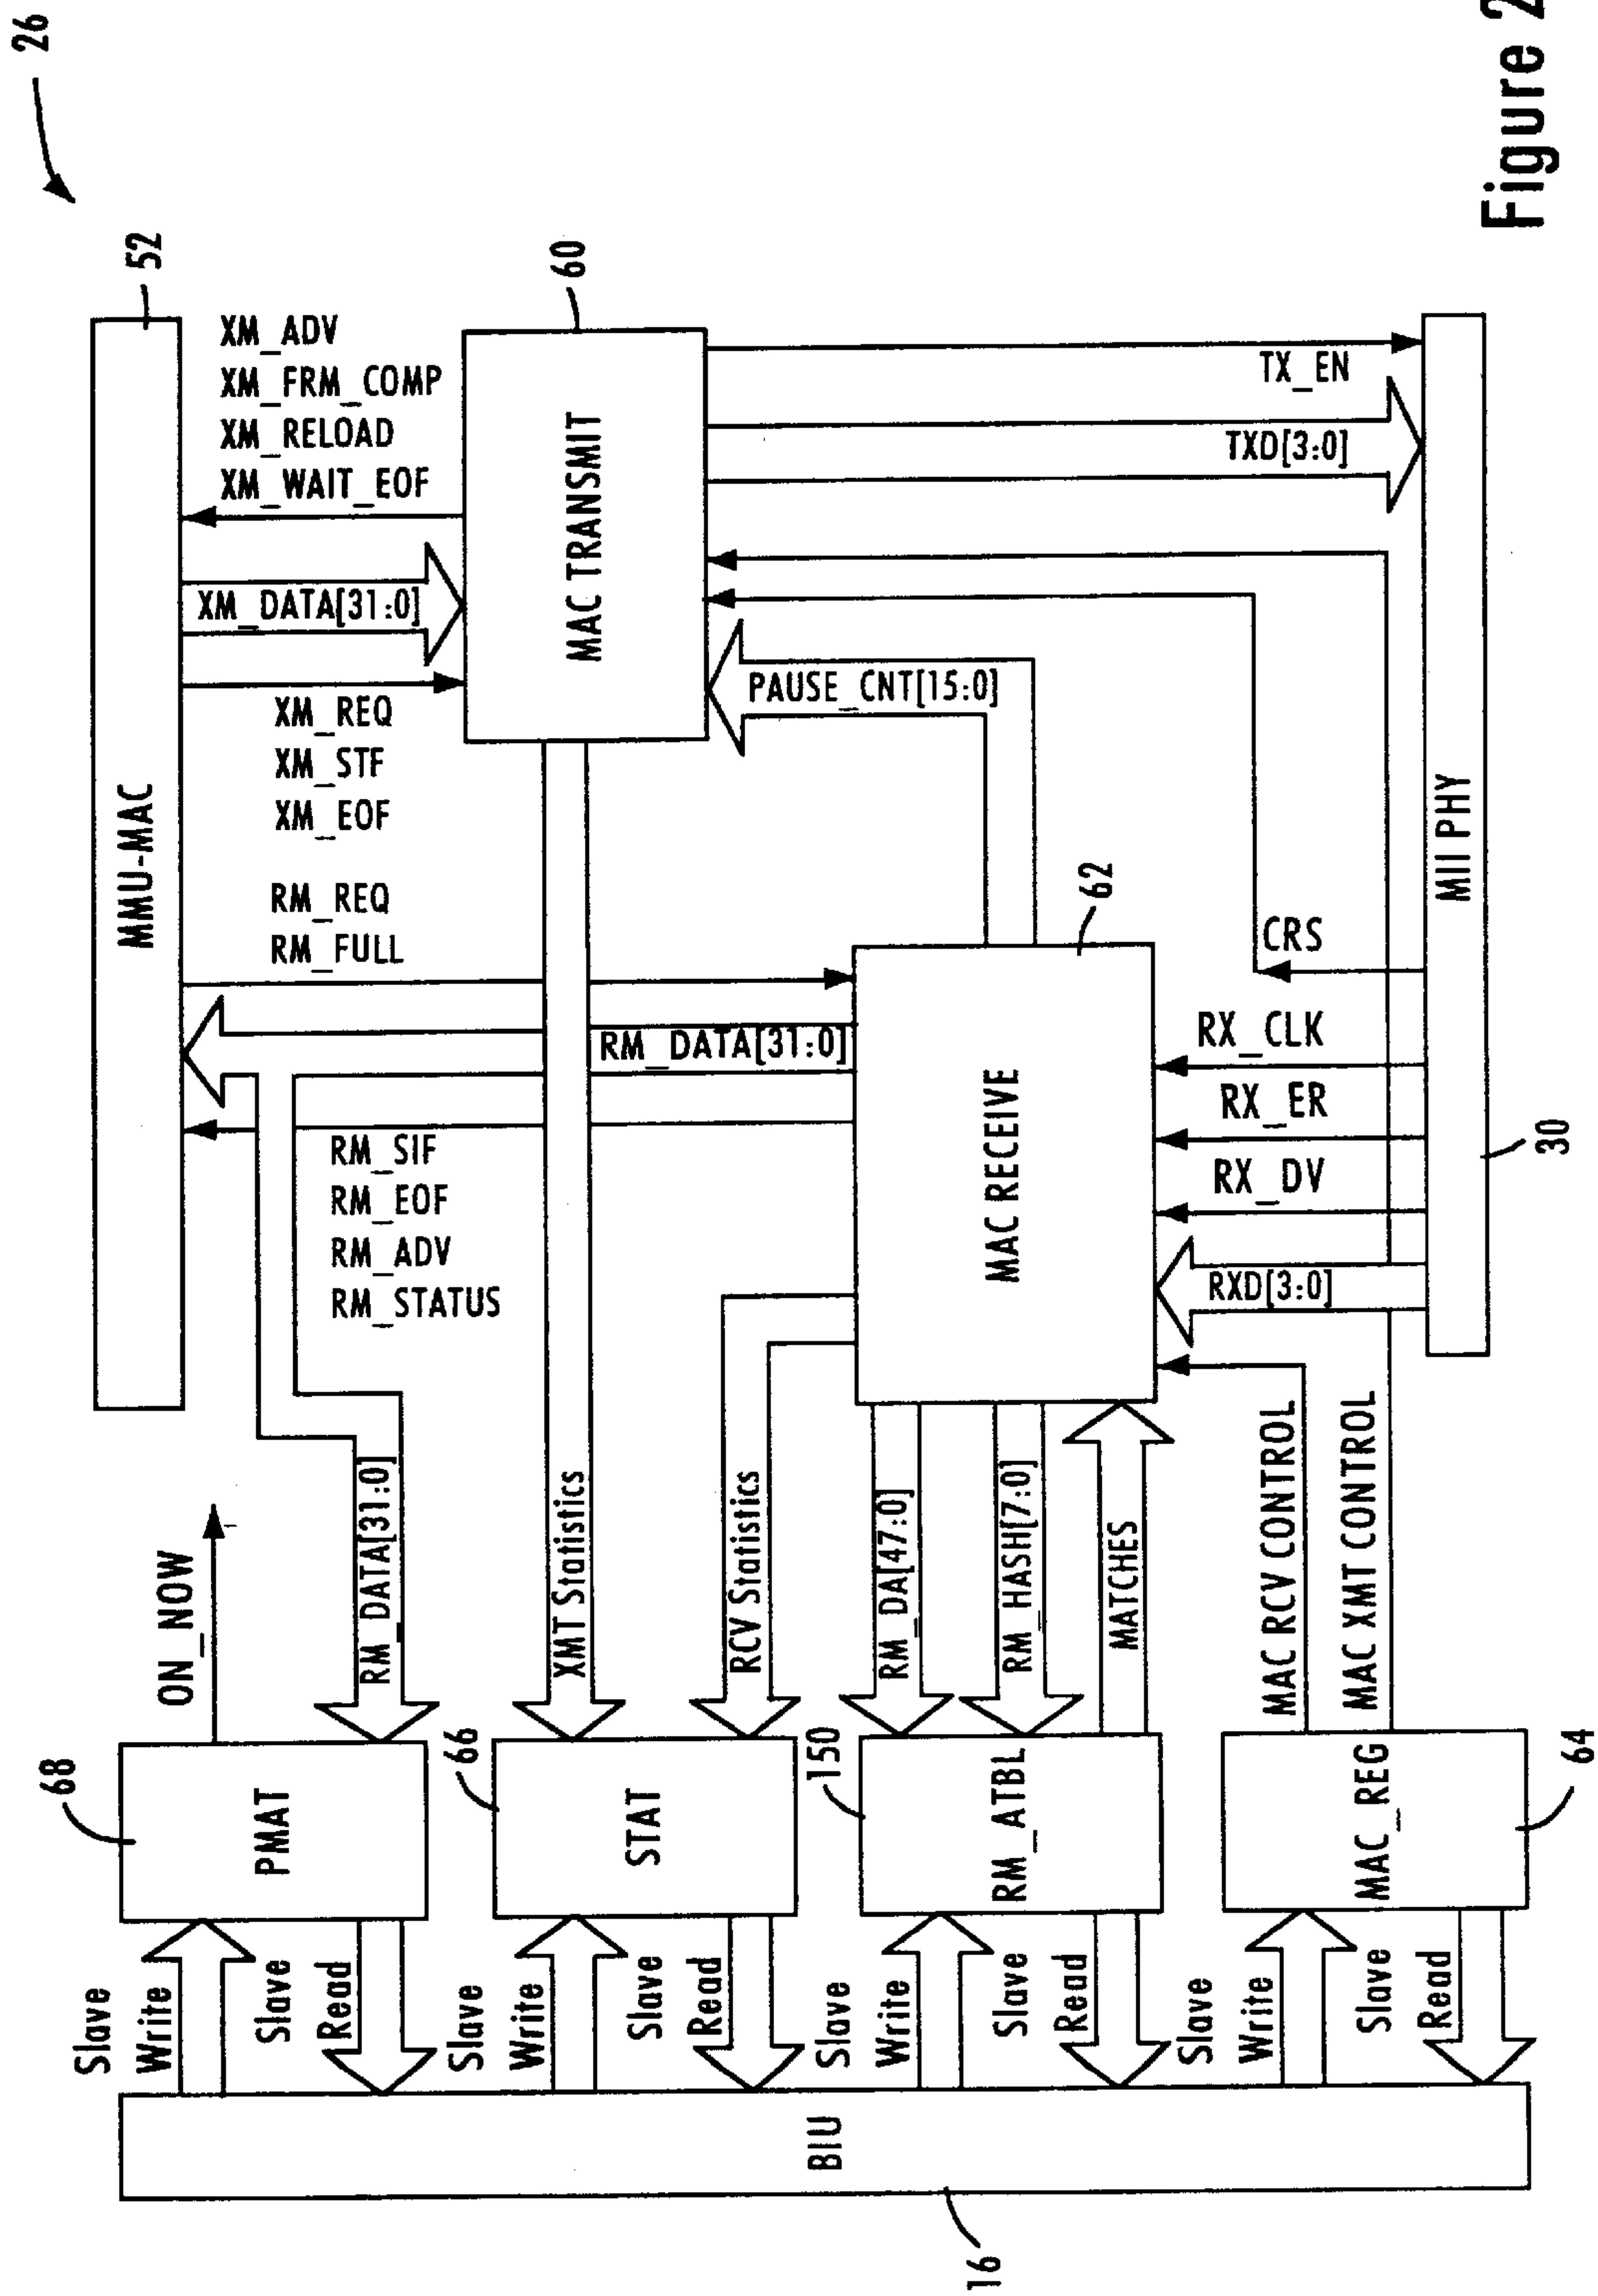 26
MMU-MAC
52
XM_ADV
XM_FRM_COMP
XM_RELOAD
XM_WAIT_EOF
XM_DATA[31:0]
XM_REQ
XM_STF
XM_EOF
RM_REQ
RM_FULL
RM_DATA[31:0]
RM_SIF
RM_EOF
RM_ADV
RM_STATUS
MAC TRANSMIT
60
PAUSE_CNT[15:0]
TX_EN
TXD[3:0]
MAC RECEIVE
62
CRS
RX_CLK
RX_ER
RX_DV
RXD[3:0]
MII PHY
30
ON_NOW
RM_DATA[31:0]
XMT Statistics
RCV Statistics
RM_DA[47:0]
RM_HASH[7:0]
MATCHES
MAC RCV CONTROL
MAC XMT CONTROL
68
PMAT
66
STAT
150
RM_ATBL
MAC_REG
64
Slave
Write
Slave
Read
Slave
Write
Slave
Read
Slave
Write
Slave
Read
Slave
Write
Slave
Read
BIU
16
Figure 2